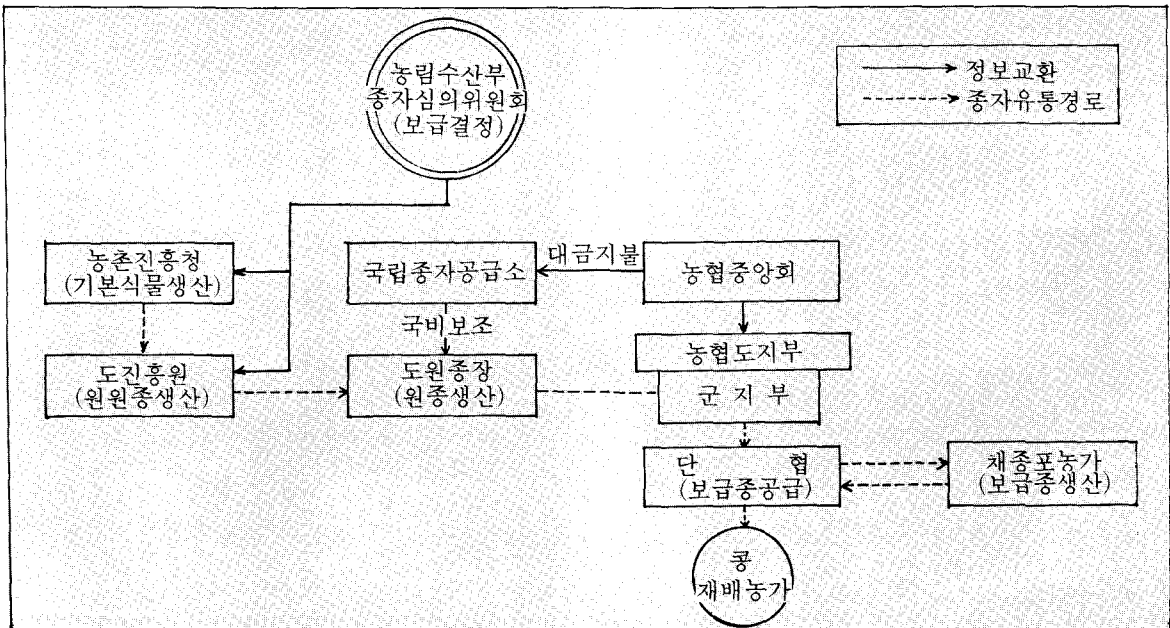 농림수산부
종자심의위원회
(보급결정)
정보교환
종자유통경로
농촌진흥청
(기본식물생산)
국립종자공급소
대금지불
농협중앙회
국비보조
농협도지부
도진흥원
(원원종생산)
도원종장
(원종생산)
군 지 부
단 협
(보급종공급)
채종포농가
(보급종생산)
콩
재배농가